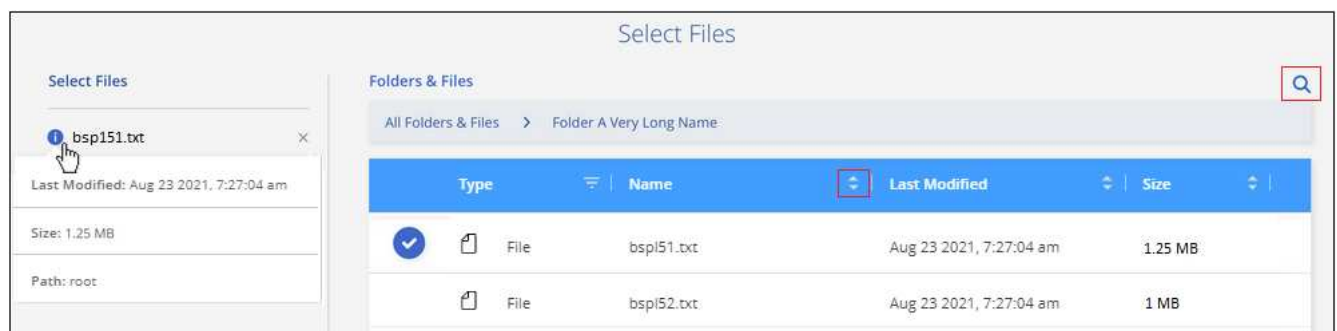 Select Files
Select Files
bsp151.txt
Last Modified: Aug 23 2021, 7:27:04 am
Size: 1.25 MB
Path: root
Folders & Files
All Folders & Files > Folder A Very Long Name
Type Name Last Modified Size
File bspl51.txt Aug 23 2021, 7:27:04 am 1.25 MB
File bspl52.txt Aug 23 2021, 7:27:04 am 1 MB